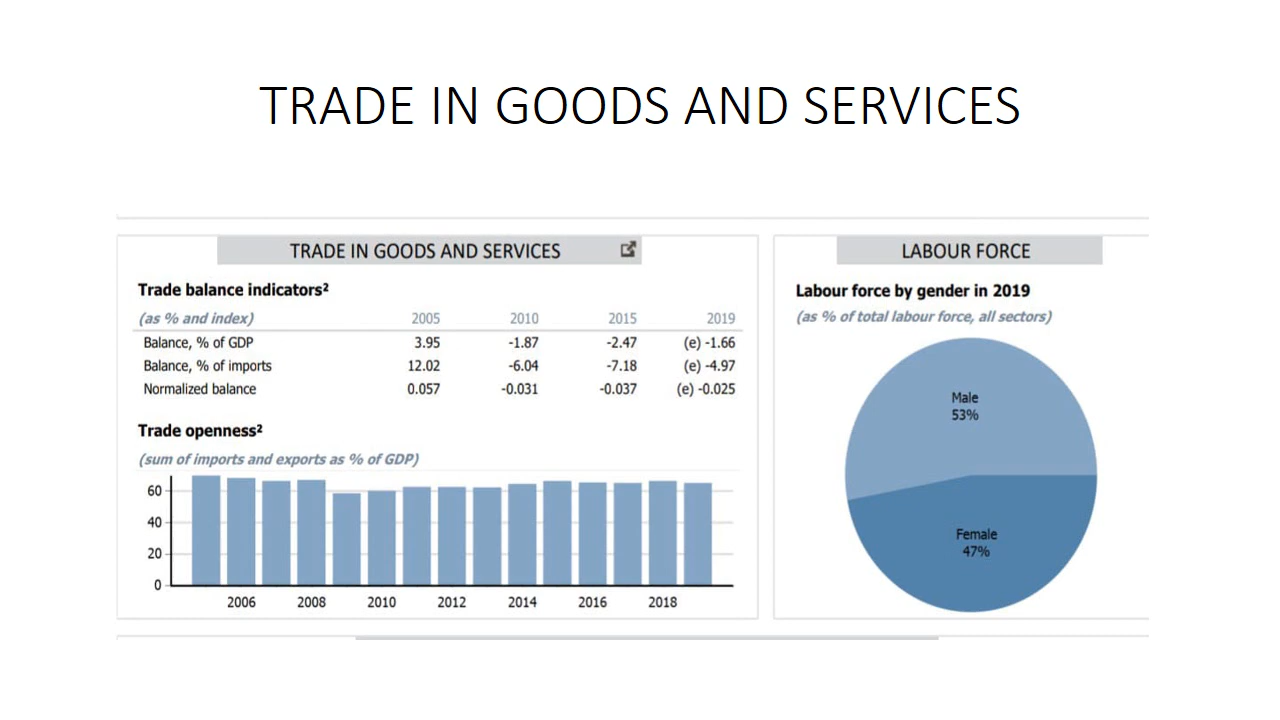 TRADE IN GOODS AND SERVICES
TRADE IN GOODS AND SERVICES
Trade balance indicators²
(as % and index) 2005 2010 2015 2019
Balance, % of GDP 3.95 -1.87 -2.47 (e) -1.66
Balance, % of imports 12.02 -6.04 -7.18 (e) -4.97
Normalized balance 0.057 -0.031 -0.037 (e) -0.025
Trade openness²
(sum of imports and exports as % of GDP)
60
40
20
0
2006 2008 2010 2012 2014 2016 2018
LABOUR FORCE
Labour force by gender in 2019
(as % of total labour force, all sectors)
Male
53%
Female
47%